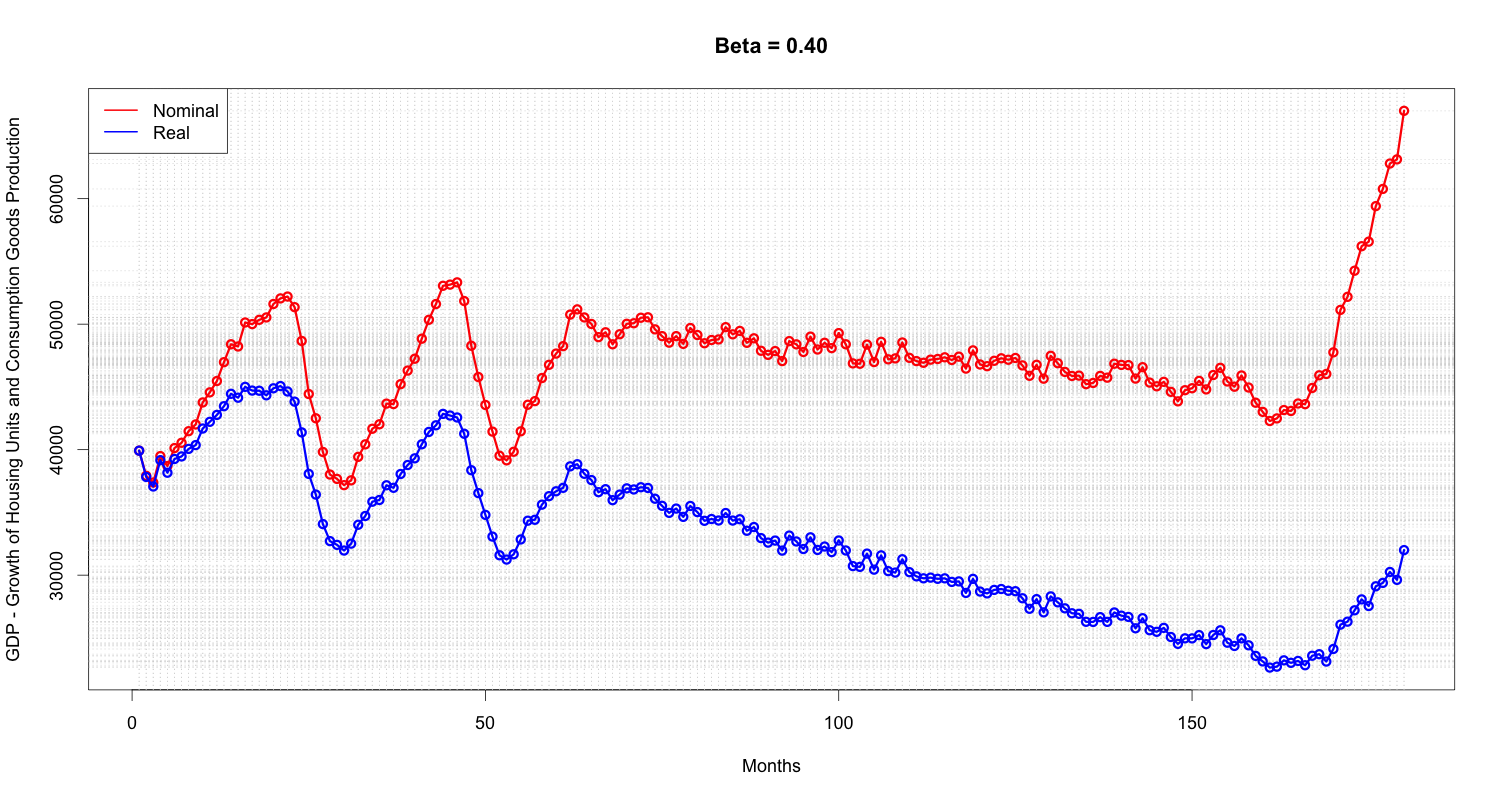 Beta = 0.40
Nominal
Real
GDP - Growth of Housing Units and Consumption Goods Production
60000
50000
40000
30000
0
50
100
150
Months